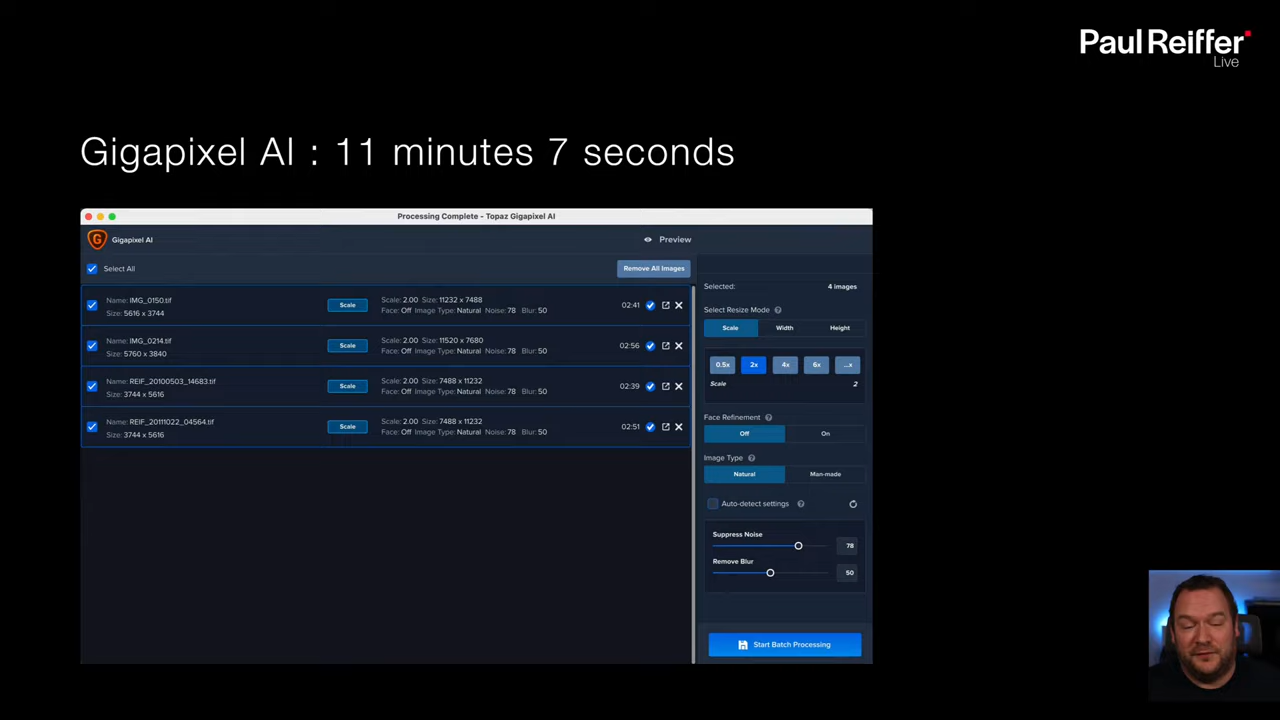 Paul Reiffer
Live
Gigapixel AI : 11 minutes 7 seconds
Processing Complete - Topaz Gigapixel AI
G
Gigapixel AI
Preview
Select All
Remove All Images
Name: IMG_0150.tif
Size: 5616 x 3744
Scale
Scale: 2.00 Size: 11232 x 7488
Face: Off Image Type: Natural Noise: 78 Blur: 50
02:41
Name: IMG_0214.tif
Size: 5760 x 3840
Scale
Scale: 2.00 Size: 11520 x 7680
Face: Off Image Type: Natural Noise: 78 Blur: 50
02:56
Name: REIF_20100503_14683.tif
Size: 3744 x 5616
Scale
Scale: 2.00 Size: 7488 x 11232
Face: Off Image Type: Natural Noise: 78 Blur: 50
02:39
Name: REIF_20111022_04564.tif
Size: 3744 x 5616
Scale
Scale: 2.00 Size: 7488 x 11232
Face: Off Image Type: Natural Noise: 78 Blur: 50
02:51
Selected: 4 images
Select Resize Mode ?
Scale Width Height
0.5x 2x 4x 6x ...x
Scale 2
Face Refinement ?
Off On
Image Type ?
Natural Man-made
Auto-detect settings ?
Suppress Noise
78
Remove Blur
50
Start Batch Processing